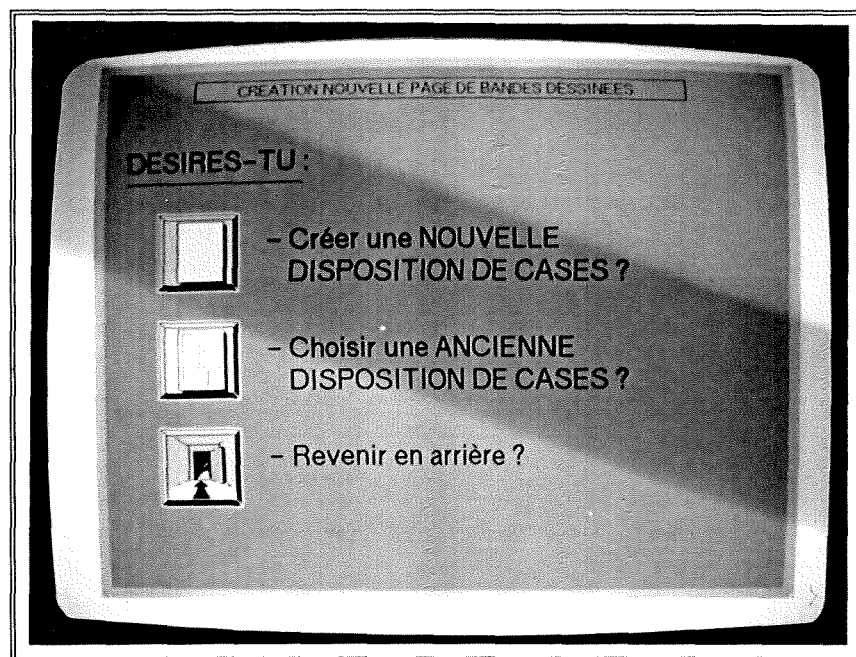 CREATION NOUVELLE PAGE DE BANDES DESSINEES
DESIRES-TU :
– Créer une NOUVELLE
DISPOSITION DE CASES ?
– Choisir une ANCIENNE
DISPOSITION DE CASES ?
– Revenir en arrière ?